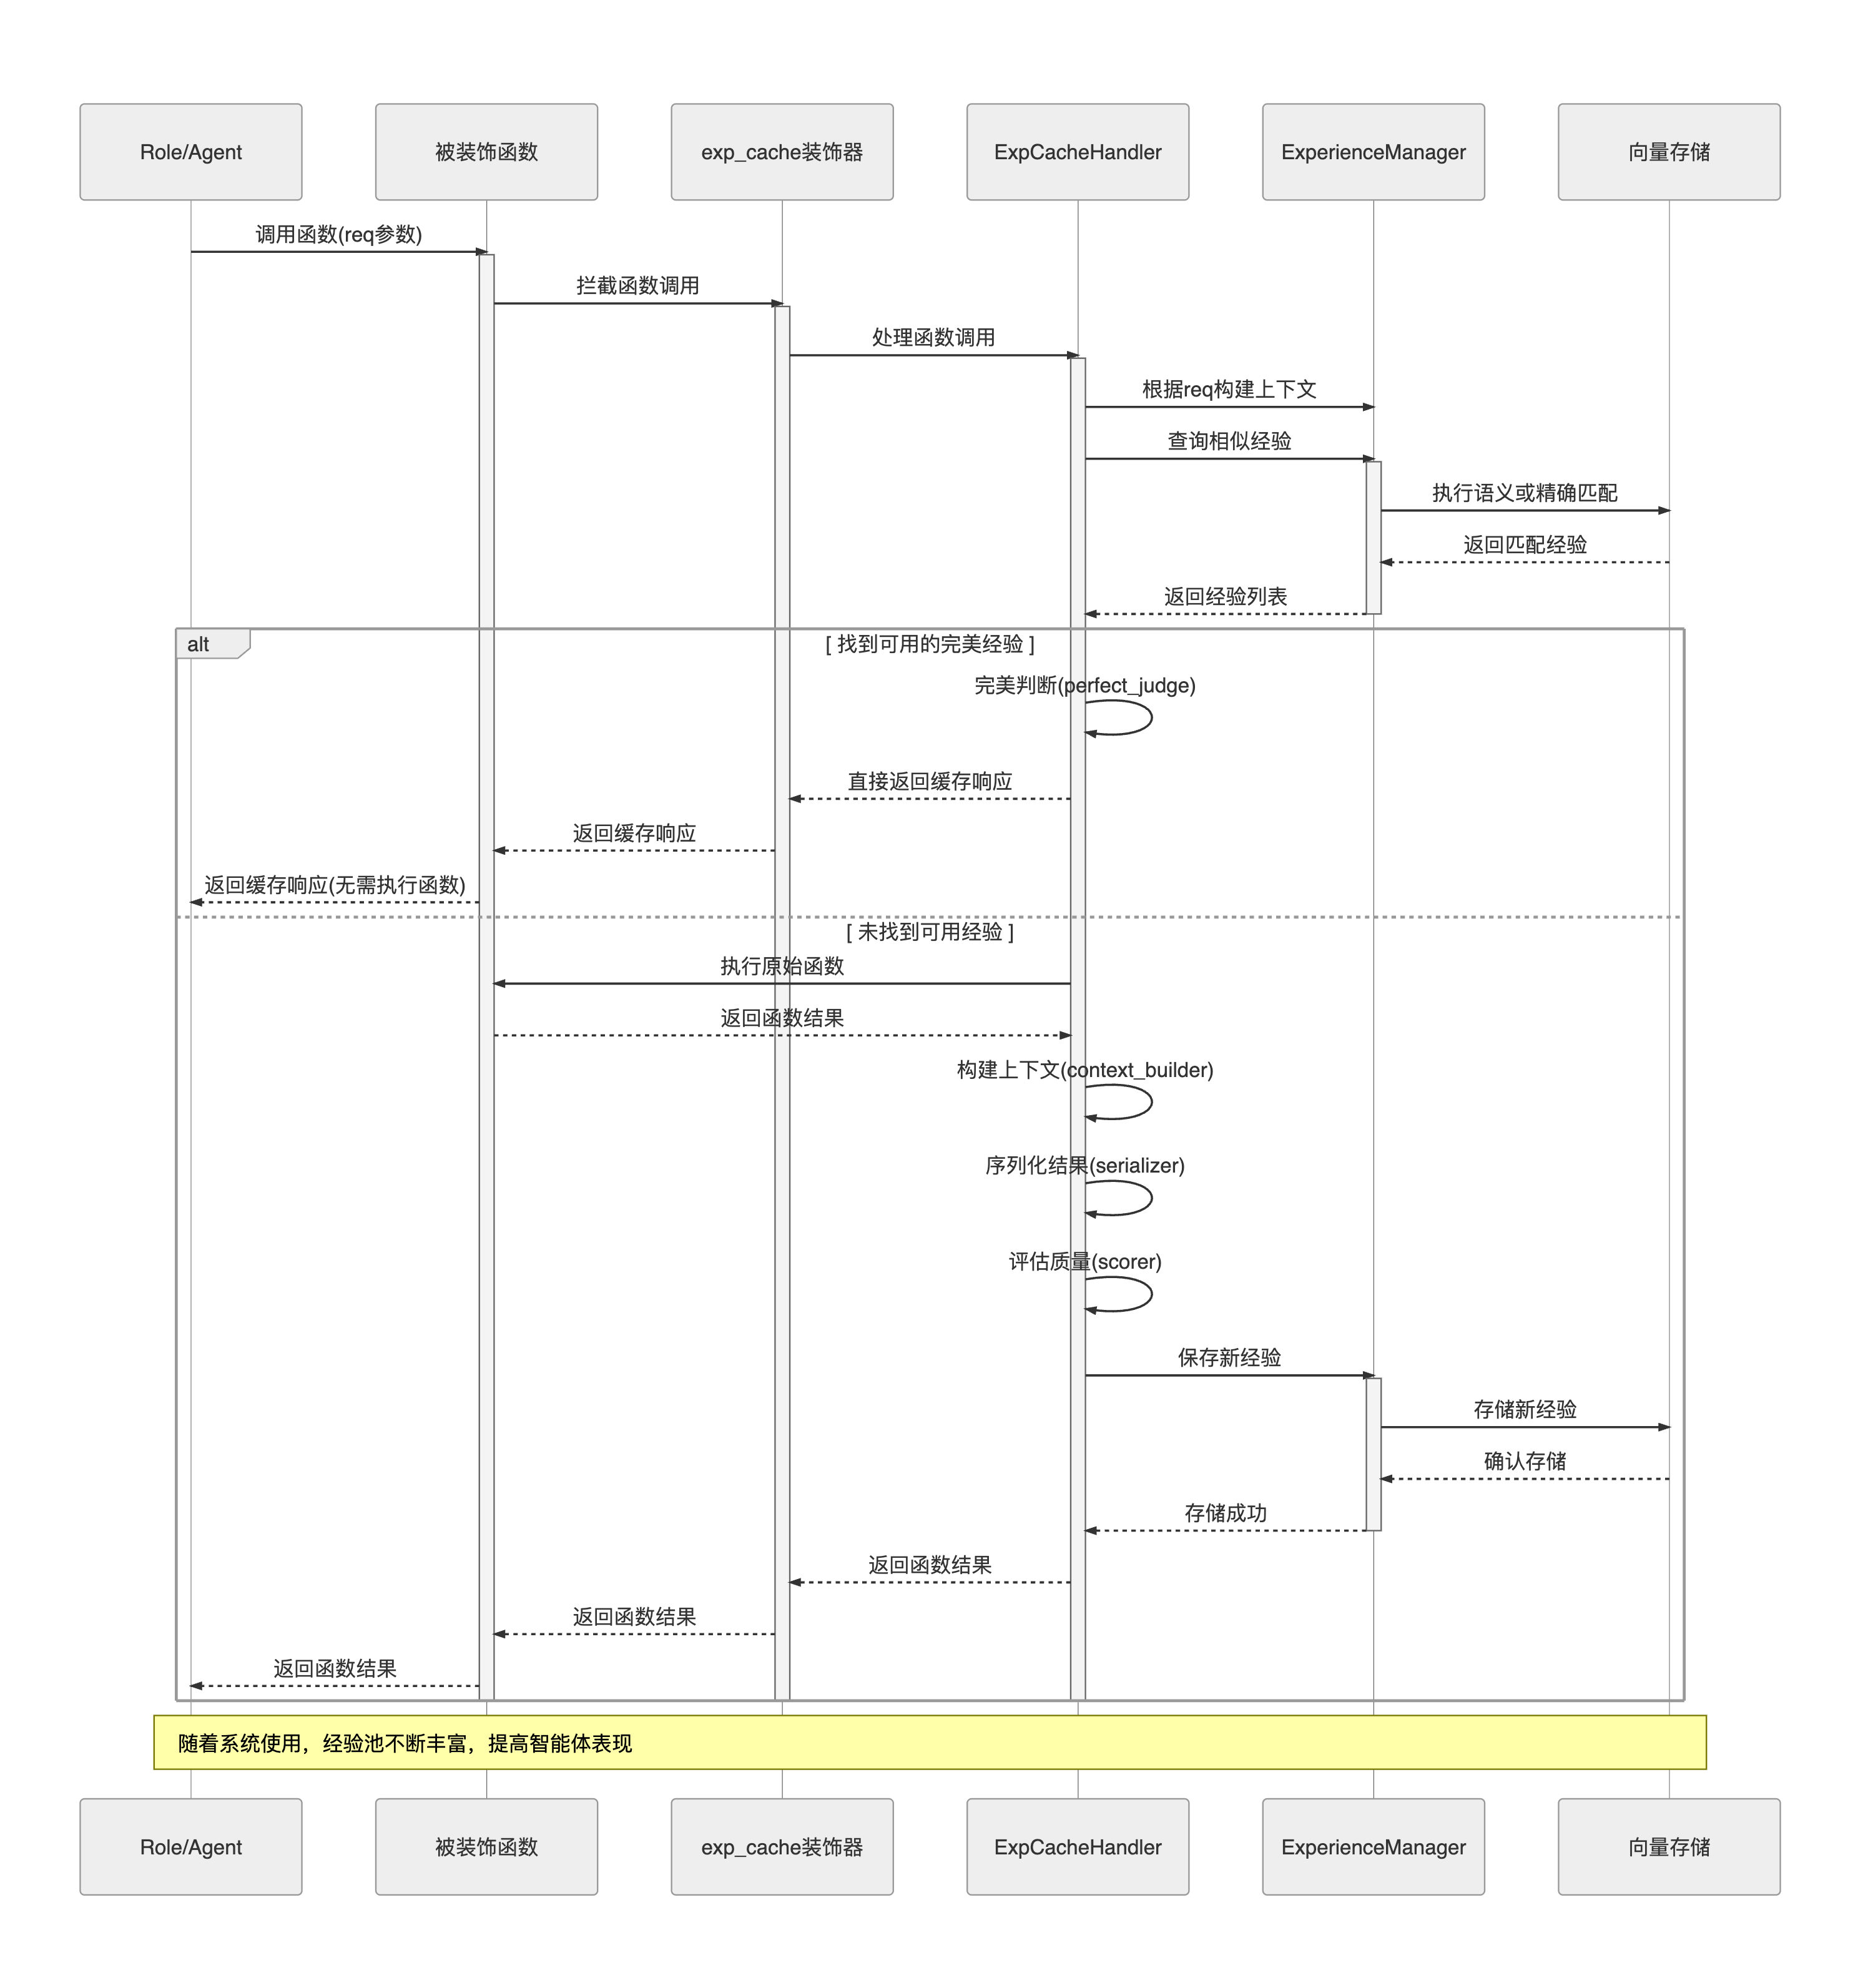 Role/Agent
被装饰函数
exp_cache装饰器
ExpCacheHandler
ExperienceManager
向量存储
调用函数(req参数)
拦截函数调用
处理函数调用
根据req构建上下文
查询相似经验
执行语义或精确匹配
返回匹配经验
返回经验列表
alt
[ 找到可用的完美经验 ]
完美判断(perfect_judge)
直接返回缓存响应
返回缓存响应
返回缓存响应(无需执行函数)
[ 未找到可用经验 ]
执行原始函数
返回函数结果
构建上下文(context_builder)
序列化结果(serializer)
评估质量(scorer)
保存新经验
存储新经验
确认存储
存储成功
返回函数结果
返回函数结果
返回函数结果
随着系统使用，经验池不断丰富，提高智能体表现
Role/Agent
被装饰函数
exp_cache装饰器
ExpCacheHandler
ExperienceManager
向量存储